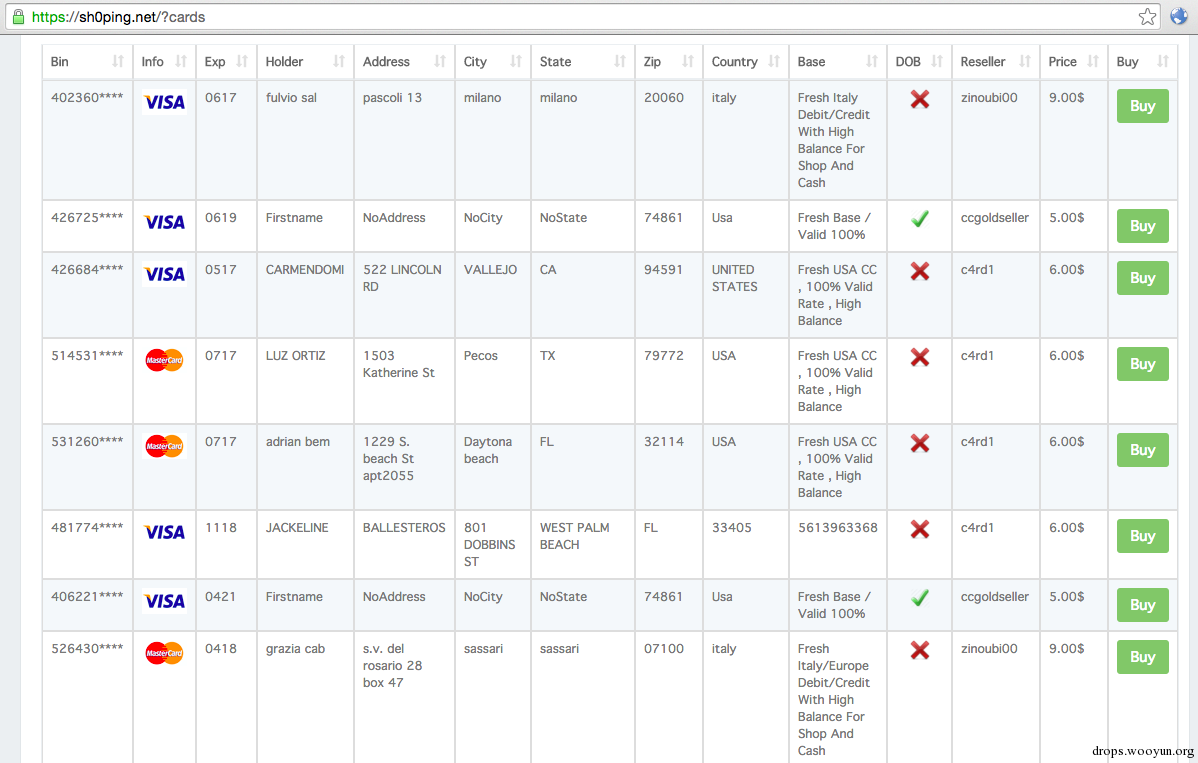 https://sh0ping.net/?cards
Bin Info Exp Holder Address City State Zip Country Base DOB Reseller Price Buy
402360**** VISA 0617 fulvio sal pascoli 13 milano milano 20060 italy Fresh Italy zinoubi00 9.00$ Buy
Debit/Credit
With High
Balance For
Shop And
Cash
426725**** VISA 0619 Firstname NoAddress NoCity NoState 74861 Usa Fresh Base / ccgoldseller 5.00$ Buy
Valid 100%
426684**** VISA 0517 CARMENDOMI 522 LINCOLN VALLEJO CA 94591 UNITED Fresh USA CC c4rd1 6.00$ Buy
RD STATES , 100% Valid
Rate , High
Balance
514531**** MasterCard 0717 LUZ ORTIZ 1503 Pecos TX 79772 USA Fresh USA CC c4rd1 6.00$ Buy
Katherine St , 100% Valid
Rate , High
Balance
531260**** MasterCard 0717 adrian bem 1229 S. Daytona FL 32114 USA Fresh USA CC c4rd1 6.00$ Buy
beach St beach , 100% Valid
apt2055 Rate , High
Balance
481774**** VISA 1118 JACKELINE BALLESTEROS 801 WEST PALM FL 33405 5613963368 c4rd1 6.00$ Buy
DOBBINS BEACH
ST
406221**** VISA 0421 Firstname NoAddress NoCity NoState 74861 Usa Fresh Base / ccgoldseller 5.00$ Buy
Valid 100%
526430**** MasterCard 0418 grazia cab s.v. del sassari sassari 07100 italy Fresh zinoubi00 9.00$ Buy
rosario 28 Italy/Europe
box 47 Debit/Credit
With High
Balance For
Shop And
Cash
drops.wooyun.org